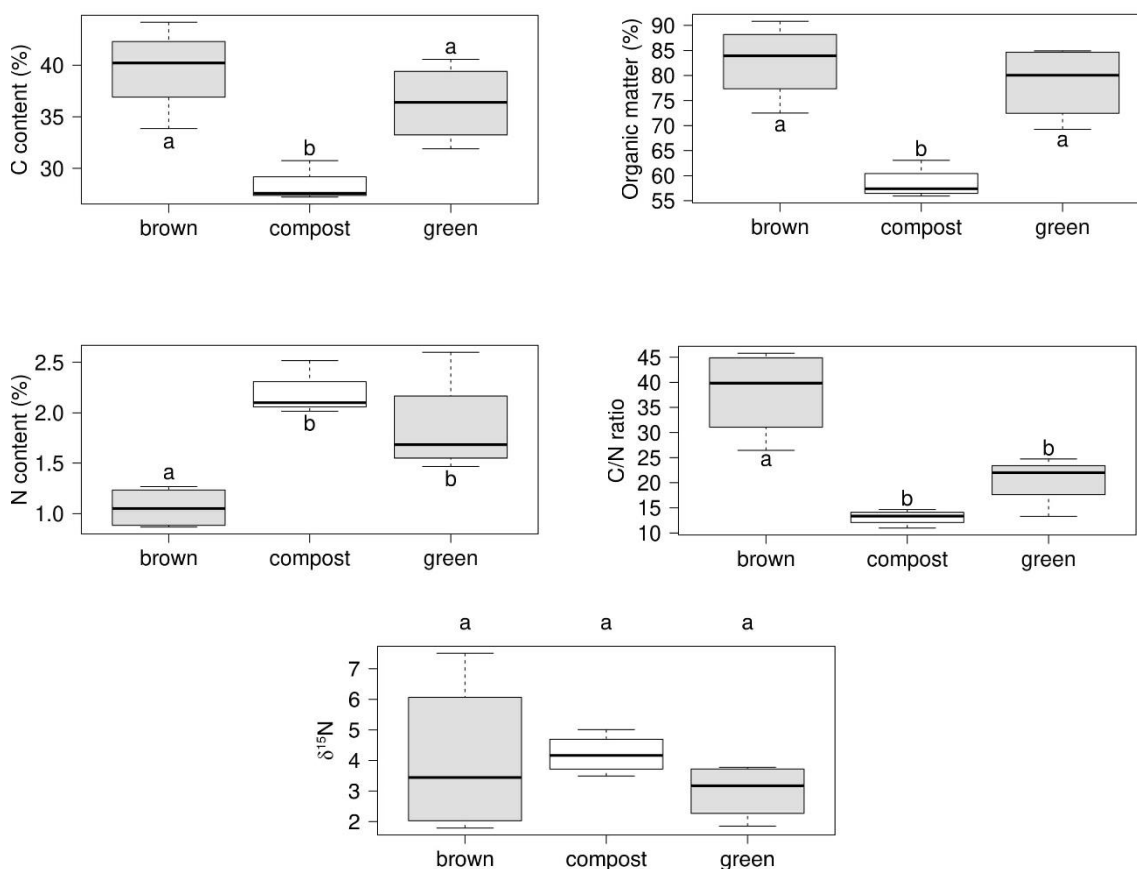 C content (%)
40
35
30
a
b
a
brown compost green
Organic matter (%)
90
85
80
75
70
65
60
55
a
b
a
brown compost green
N content (%)
2.5
2.0
1.5
1.0
a
b
b
brown compost green
C/N ratio
45
40
35
30
25
20
15
10
a
b
b
brown compost green
a a a
δ¹⁵N
7
6
5
4
3
2
brown compost green